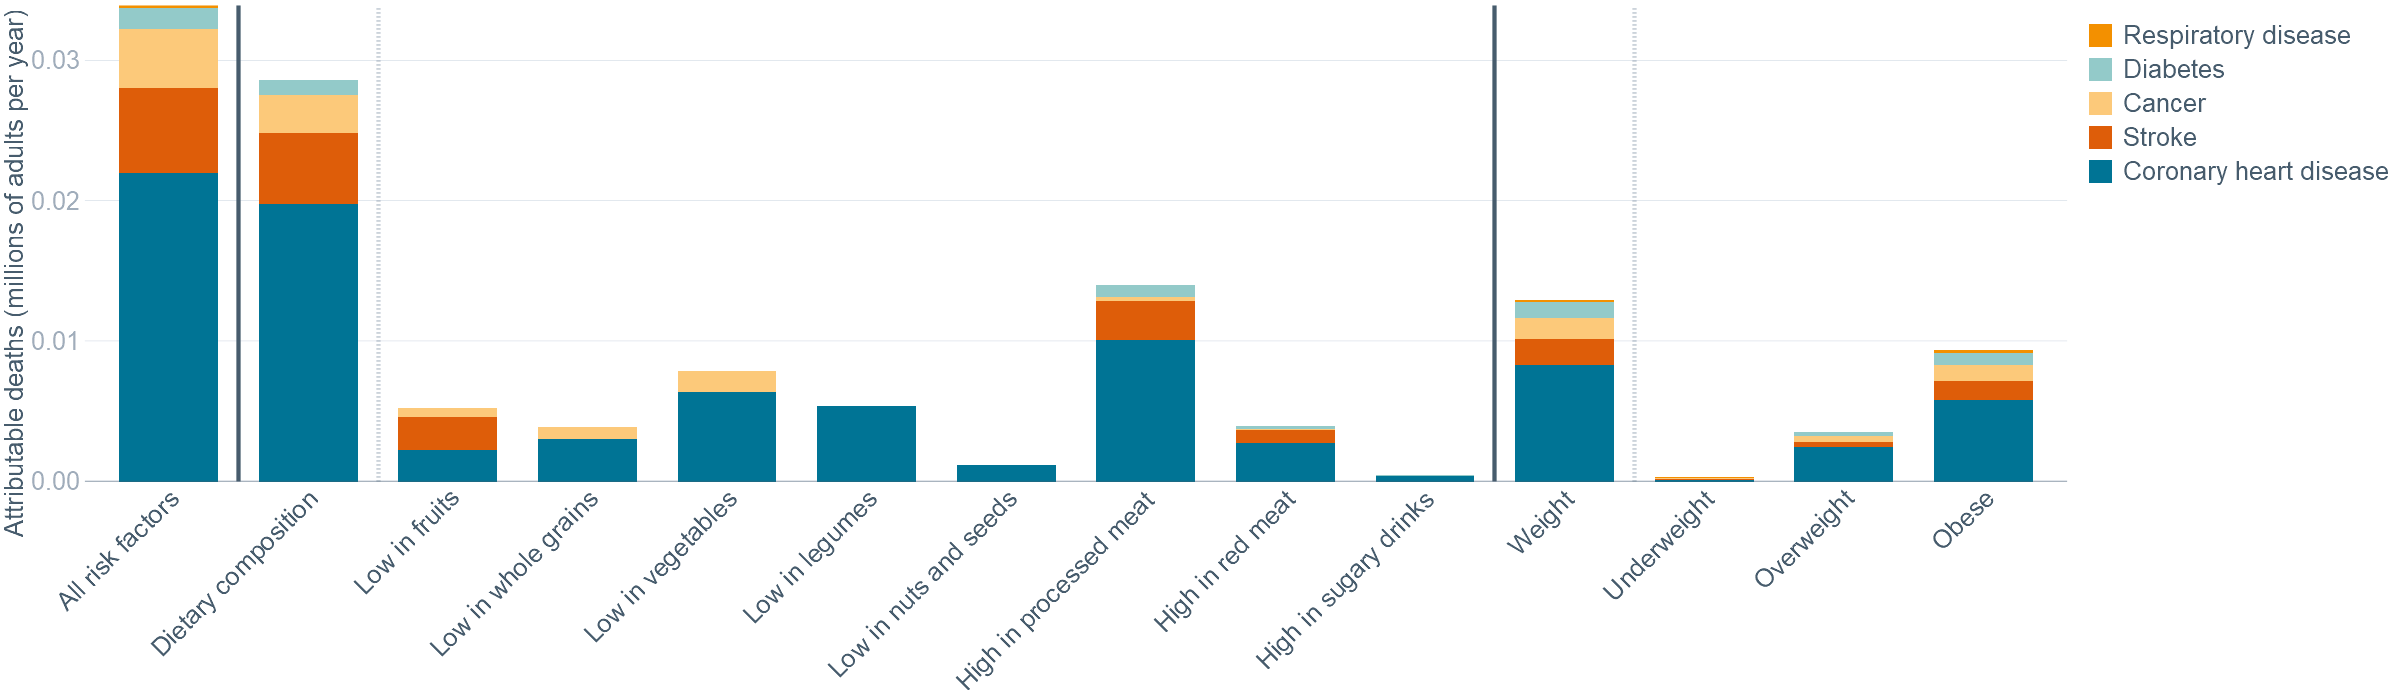 Attributable deaths (millions of adults per year)
0.03
0.02
0.01
0.00
All risk factors
Dietary composition
Low in fruits
Low in whole grains
Low in vegetables
Low in legumes
Low in nuts and seeds
High in processed meat
High in red meat
High in sugary drinks
Weight
Underweight
Overweight
Obese
Respiratory disease
Diabetes
Cancer
Stroke
Coronary heart disease